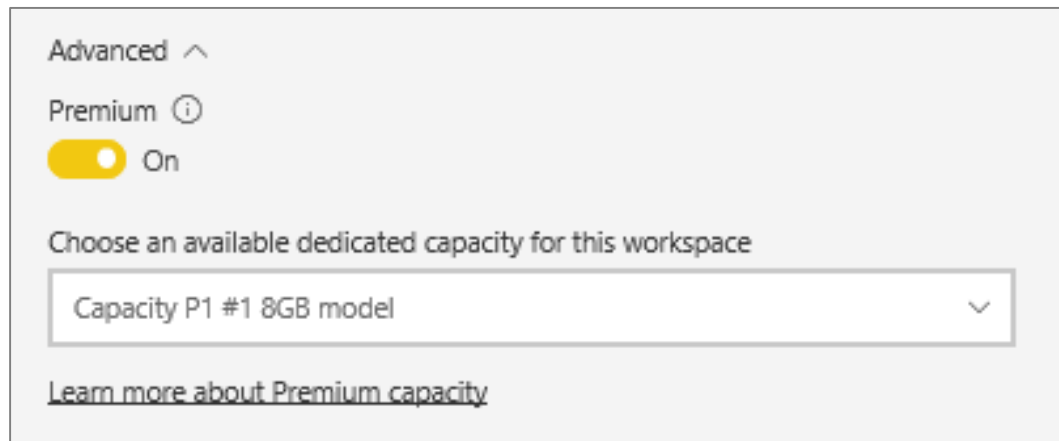 Advanced
Premium
On
Choose an available dedicated capacity for this workspace
Capacity P1 #1 8GB model
Learn more about Premium capacity